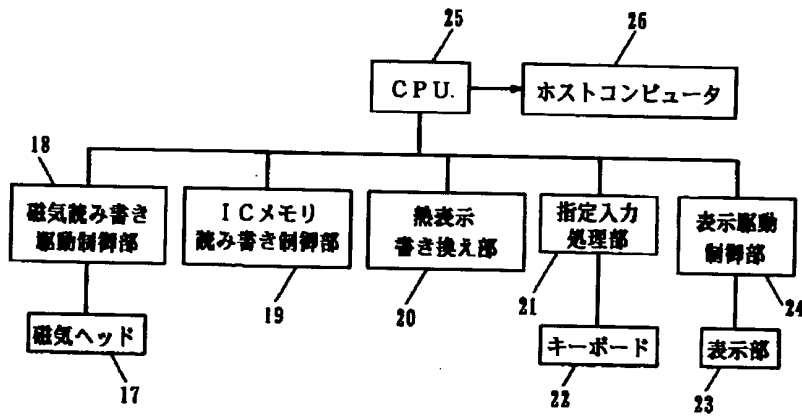 25
26
CPU.
ホストコンピュータ
18
磁気読み書き
駆動制御部
ICメモリ
読み書き制御部
熱表示
書き換え部
指定入力
処理部
表示駆動
制御部
19
20
21
24
磁気ヘッド
キーボード
表示部
17
22
23